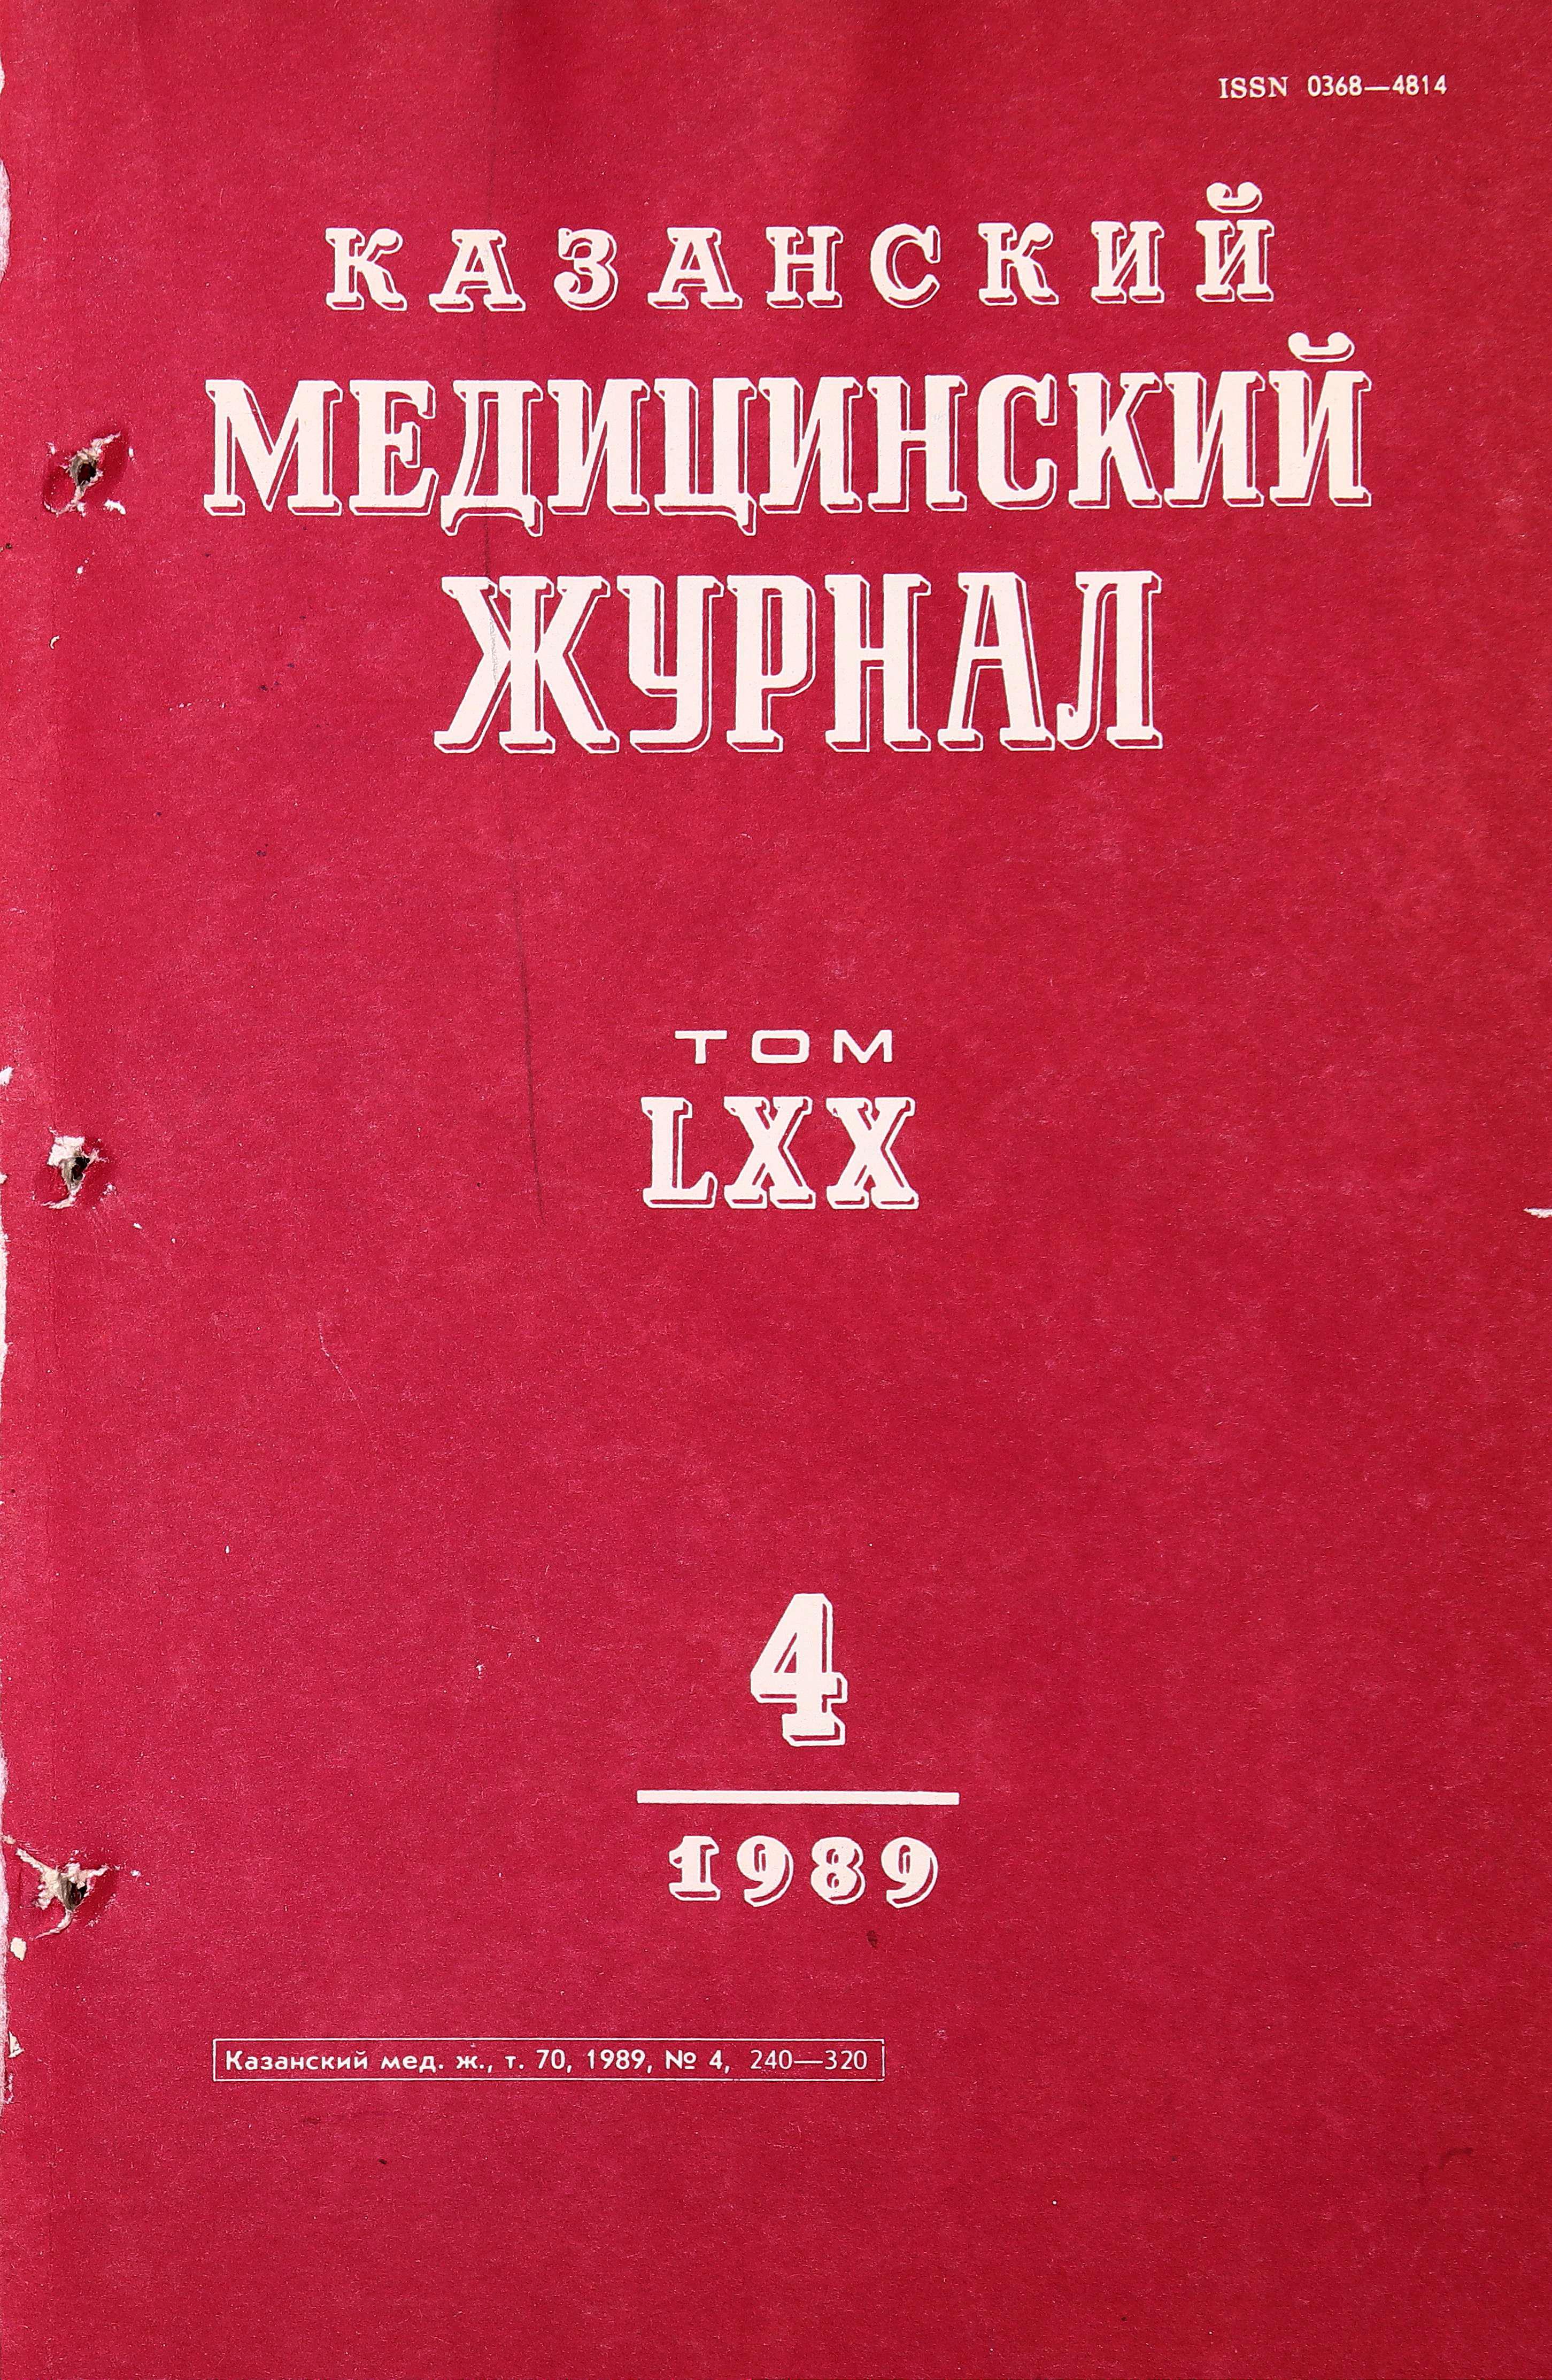 ISSN 0368—4814
КАЗАНСКИЙ
МЕДИЦИНСКИЙ
ЖУРНАЛ
ТОМ
LXX
4
1989
Казанский мед. ж., т. 70, 1989, № 4, 240—320